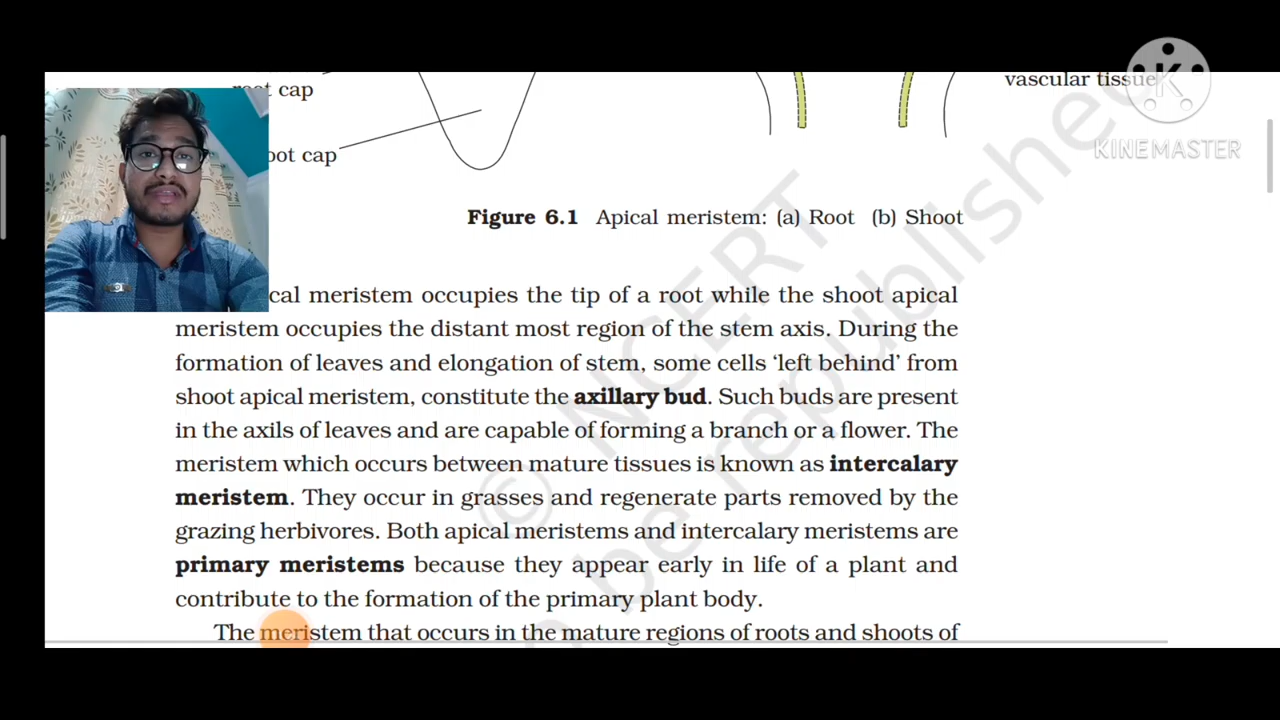 root cap
vascular tissue
oot cap
KINEMASTER
Figure 6.1 Apical meristem: (a) Root (b) Shoot
cal meristem occupies the tip of a root while the shoot apical
meristem occupies the distant most region of the stem axis. During the
formation of leaves and elongation of stem, some cells ‘left behind’ from
shoot apical meristem, constitute the axillary bud. Such buds are present
in the axils of leaves and are capable of forming a branch or a flower. The
meristem which occurs between mature tissues is known as intercalary
meristem. They occur in grasses and regenerate parts removed by the
grazing herbivores. Both apical meristems and intercalary meristems are
primary meristems because they appear early in life of a plant and
contribute to the formation of the primary plant body.
The meristem that occurs in the mature regions of roots and shoots of
© NCERT
be republished